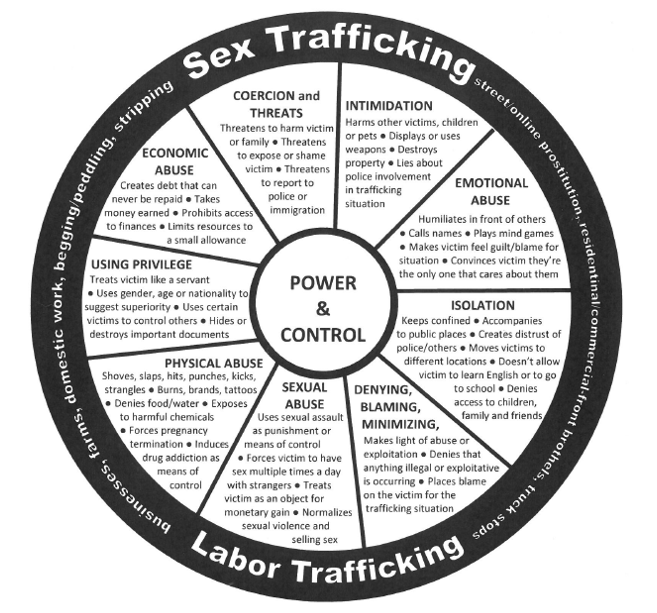 Sex Trafficking
street/online prostitution, residentinal/commercial-front brothels, truck stops
Labor Trafficking
businesses, farms, domestic work, begging/peddling, stripping
POWER
&
CONTROL
COERCION and
THREATS
Threatens to harm victim
or family ● Threatens
to expose or shame
victim ● Threatens
to report to
police or
immigration
INTIMIDATION
Harms other victims, children
or pets ● Displays or uses
weapons ● Destroys
property ● Lies about
police involvement
in trafficking
situation
EMOTIONAL
ABUSE
Humiliates in front of others
● Calls names ● Plays mind games
● Makes victim feel guilt/blame for
situation ● Convinces victim they're
the only one that cares about them
ISOLATION
Keeps confined ● Accompanies
to public places ● Creates distrust of
police/others ● Moves victims to
different locations ● Doesn't allow
victim to learn English or to go
to school ● Denies
access to children,
family and friends
DENYING,
BLAMING,
MINIMIZING,
Makes light of abuse or
exploitation ● Denies that
anything illegal or exploitative
is occurring ● Places blame
on the victim for the
trafficking situation
SEXUAL
ABUSE
Uses sexual assault
as punishment or
means of control
● Forces victim to have
sex multiple times a day
with strangers ● Treats
victim as an object for
monetary gain ● Normalizes
sexual violence and
selling sex
PHYSICAL ABUSE
Shoves, slaps, hits, punches, kicks,
strangles ● Burns, brands, tattoos
● Denies food/water ● Exposes
to harmful chemicals
● Forces pregnancy
termination ● Induces
drug addiction as
means of
control
USING PRIVILEGE
Treats victim like a servant
● Uses gender, age or nationality to
suggest superiority ● Uses certain
victims to control others ● Hides or
destroys important documents
ECONOMIC
ABUSE
Creates debt that can
never be repaid ● Takes
money earned ● Prohibits access
to finances ● Limits resources to
a small allowance